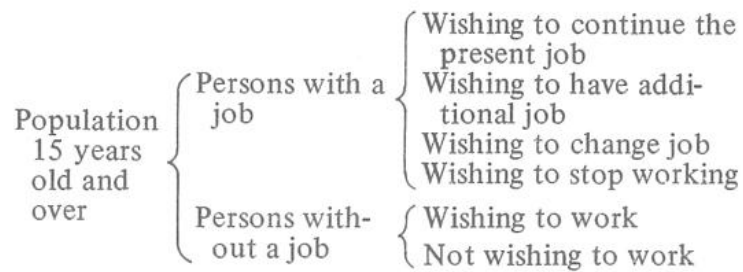 Population
15 years
old and
over
Persons with a
job
Wishing to continue the
present job
Wishing to have addi-
tional job
Wishing to change job
Wishing to stop working
Persons with-
out a job
Wishing to work
Not wishing to work